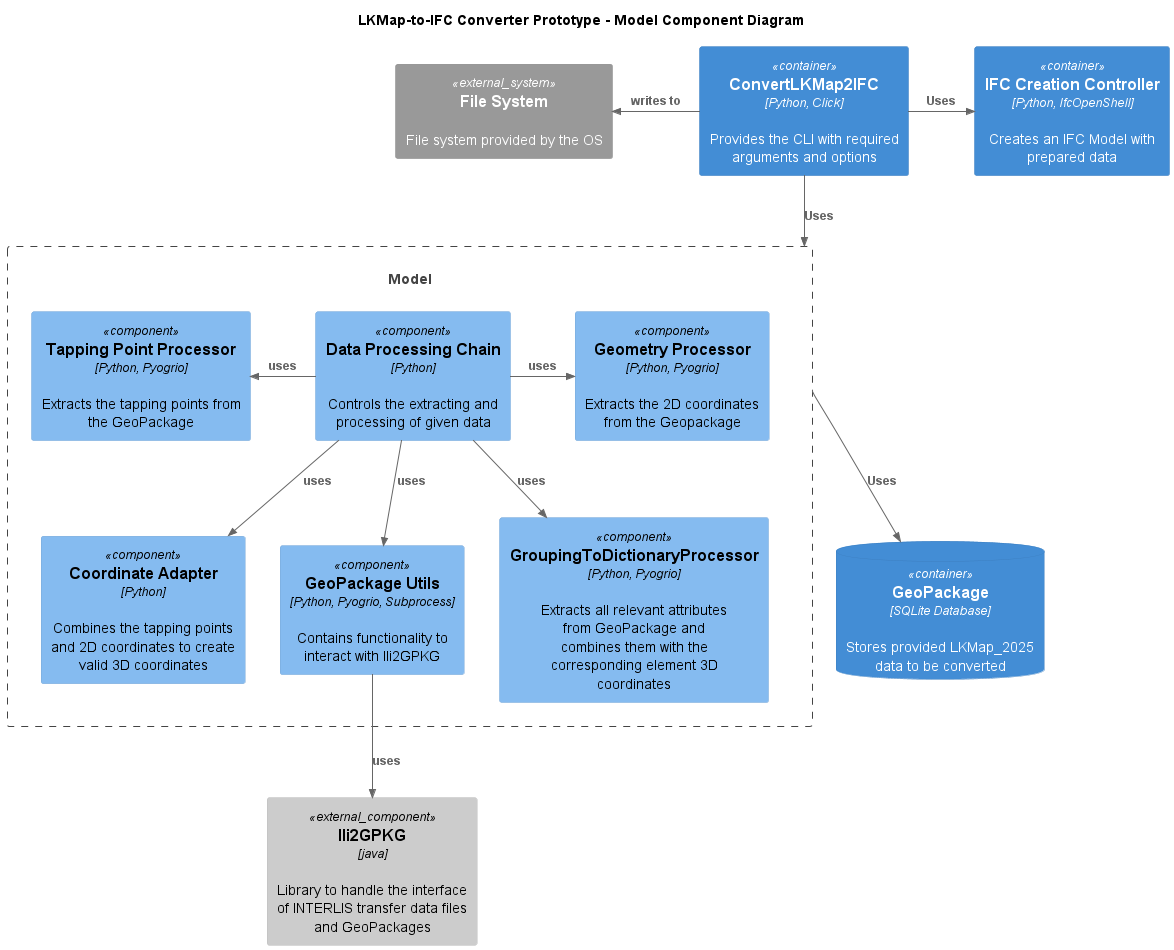 LKMap-to-IFC Converter Prototype - Model Component Diagram
«external_system»
File System
File system provided by the OS
writes to
«container»
ConvertLKMap2IFC
[Python, Click]
Provides the CLI with required
arguments and options
Uses
«container»
IFC Creation Controller
[Python, IfcOpenShell]
Creates an IFC Model with
prepared data
Uses
Model
«component»
Tapping Point Processor
[Python, Pyogrio]
Extracts the tapping points from
the GeoPackage
uses
«component»
Data Processing Chain
[Python]
Controls the extracting and
processing of given data
uses
«component»
Geometry Processor
[Python, Pyogrio]
Extracts the 2D coordinates
from the Geopackage
uses
uses
uses
Uses
«component»
Coordinate Adapter
[Python]
Combines the tapping points
and 2D coordinates to create
valid 3D coordinates
«component»
GeoPackage Utils
[Python, Pyogrio, Subprocess]
Contains functionality to
interact with Ili2GPKG
«component»
GroupingToDictionaryProcessor
[Python, Pyogrio]
Extracts all relevant attributes
from GeoPackage and
combines them with the
corresponding element 3D
coordinates
«container»
GeoPackage
[SQLite Database]
Stores provided LKMap_2025
data to be converted
uses
«external_component»
Ili2GPKG
[java]
Library to handle the interface
of INTERLIS transfer data files
and GeoPackages